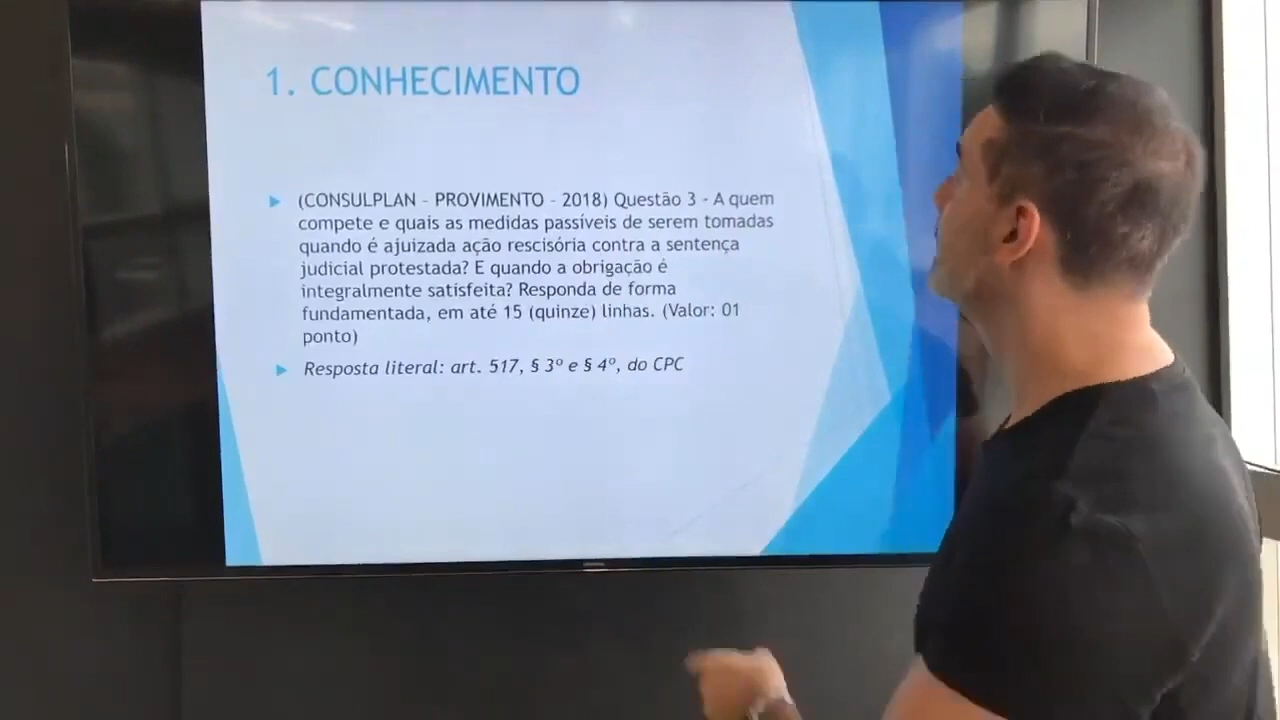 1. CONHECIMENTO
(CONSULPLAN - PROVIMENTO - 2018) Questão 3 - A quem
compete e quais as medidas passíveis de serem tomadas
quando é ajuizada ação rescisória contra a sentença
judicial protestada? E quando a obrigação é
integralmente satisfeita? Responda de forma
fundamentada, em até 15 (quinze) linhas. (Valor: 01
ponto)
Resposta literal: art. 517, § 3º e § 4º, do CPC